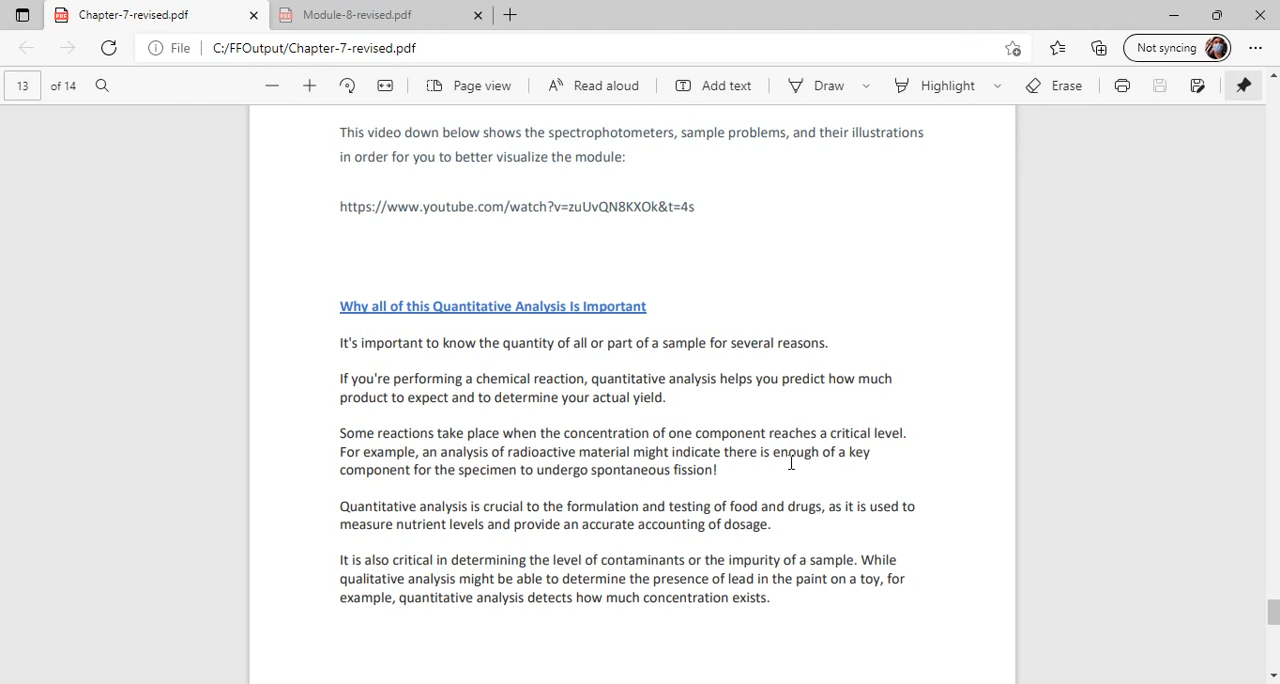 Chapter-7-revised.pdf
Module-8-revised.pdf
File
C:/FFOutput/Chapter-7-revised.pdf
Not syncing
13 of 14
Page view
Read aloud
Add text
Draw
Highlight
Erase
This video down below shows the spectrophotometers, sample problems, and their illustrations
in order for you to better visualize the module:
https://www.youtube.com/watch?v=zuUvQN8KXOk&t=4s
Why all of this Quantitative Analysis Is Important
It's important to know the quantity of all or part of a sample for several reasons.
If you're performing a chemical reaction, quantitative analysis helps you predict how much
product to expect and to determine your actual yield.
Some reactions take place when the concentration of one component reaches a critical level.
For example, an analysis of radioactive material might indicate there is enough of a key
component for the specimen to undergo spontaneous fission!
Quantitative analysis is crucial to the formulation and testing of food and drugs, as it is used to
measure nutrient levels and provide an accurate accounting of dosage.
It is also critical in determining the level of contaminants or the impurity of a sample. While
qualitative analysis might be able to determine the presence of lead in the paint on a toy, for
example, quantitative analysis detects how much concentration exists.